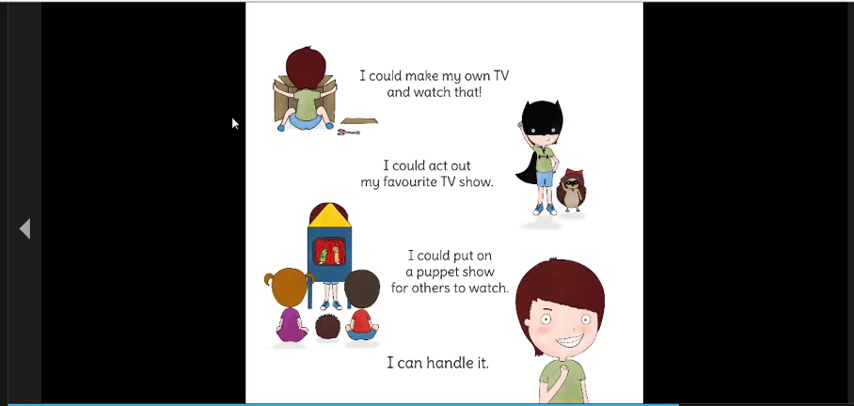 I could make my own TV
and watch that!
I could act out
my favourite TV show.
I could put on
a puppet show
for others to watch.
I can handle it.